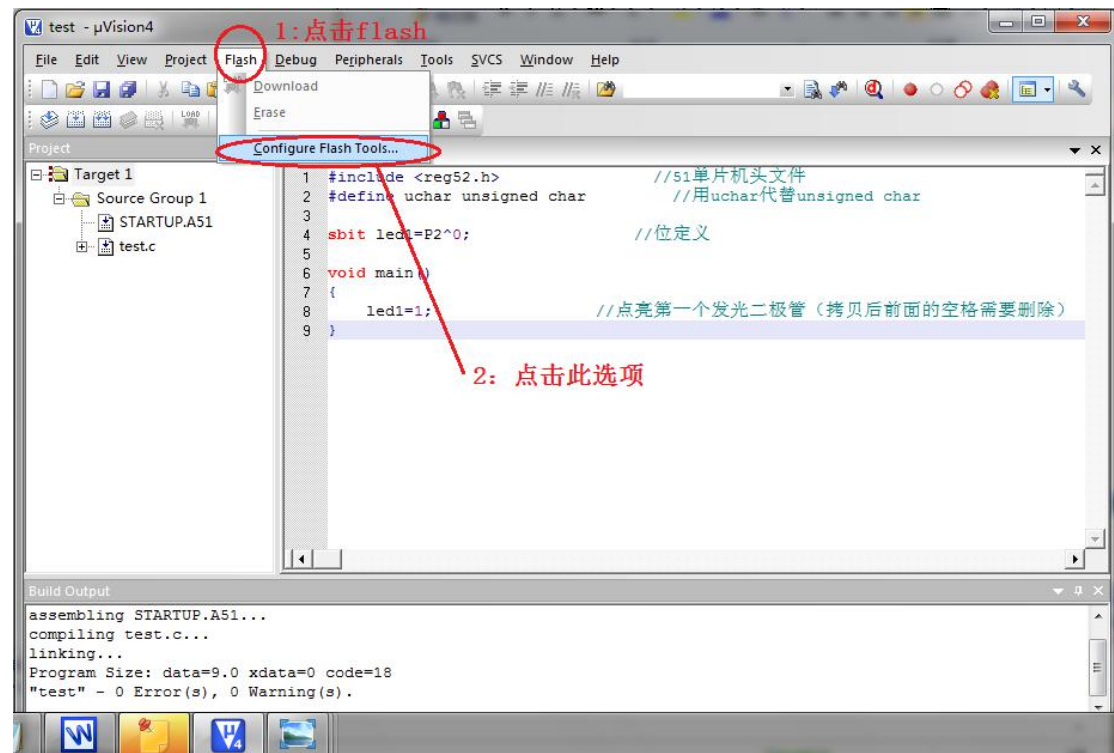 test - μVision4
1:点击flash
File Edit View Project Flash Debug Peripherals Tools SVCS Window Help
Download
Erase
LOAD
Configure Flash Tools...
Project
Target 1
Source Group 1
STARTUP.A51
test.c
1 #include <reg52.h> //51单片机头文件
2 #define uchar unsigned char //用uchar代替unsigned char
3
4 sbit led1=P2^0; //位定义
5
6 void main()
7 {
8 led1=1; //点亮第一个发光二极管（拷贝后前面的空格需要删除）
9 }
2：点击此选项
Build Output
assembling STARTUP.A51...
compiling test.c...
linking...
Program Size: data=9.0 xdata=0 code=18
"test" - 0 Error(s), 0 Warning(s).